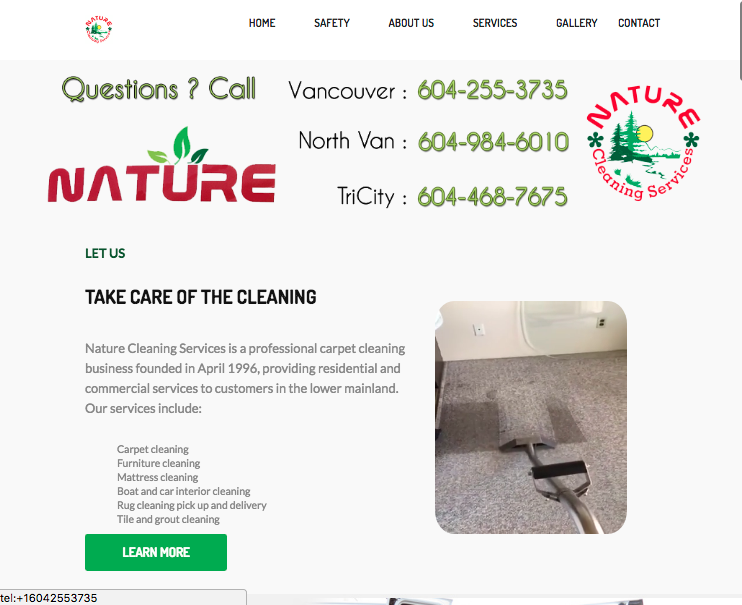 HOME SAFETY ABOUT US SERVICES GALLERY CONTACT
Questions ? Call
Vancouver : 604-255-3735
North Van : 604-984-6010
TriCity : 604-468-7675
NATURE
NATURE
Cleaning Services
LET US
TAKE CARE OF THE CLEANING
Nature Cleaning Services is a professional carpet cleaning
business founded in April 1996, providing residential and
commercial services to customers in the lower mainland.
Our services include:
Carpet cleaning
Furniture cleaning
Mattress cleaning
Boat and car interior cleaning
Rug cleaning pick up and delivery
Tile and grout cleaning
LEARN MORE
tel:+16042553735